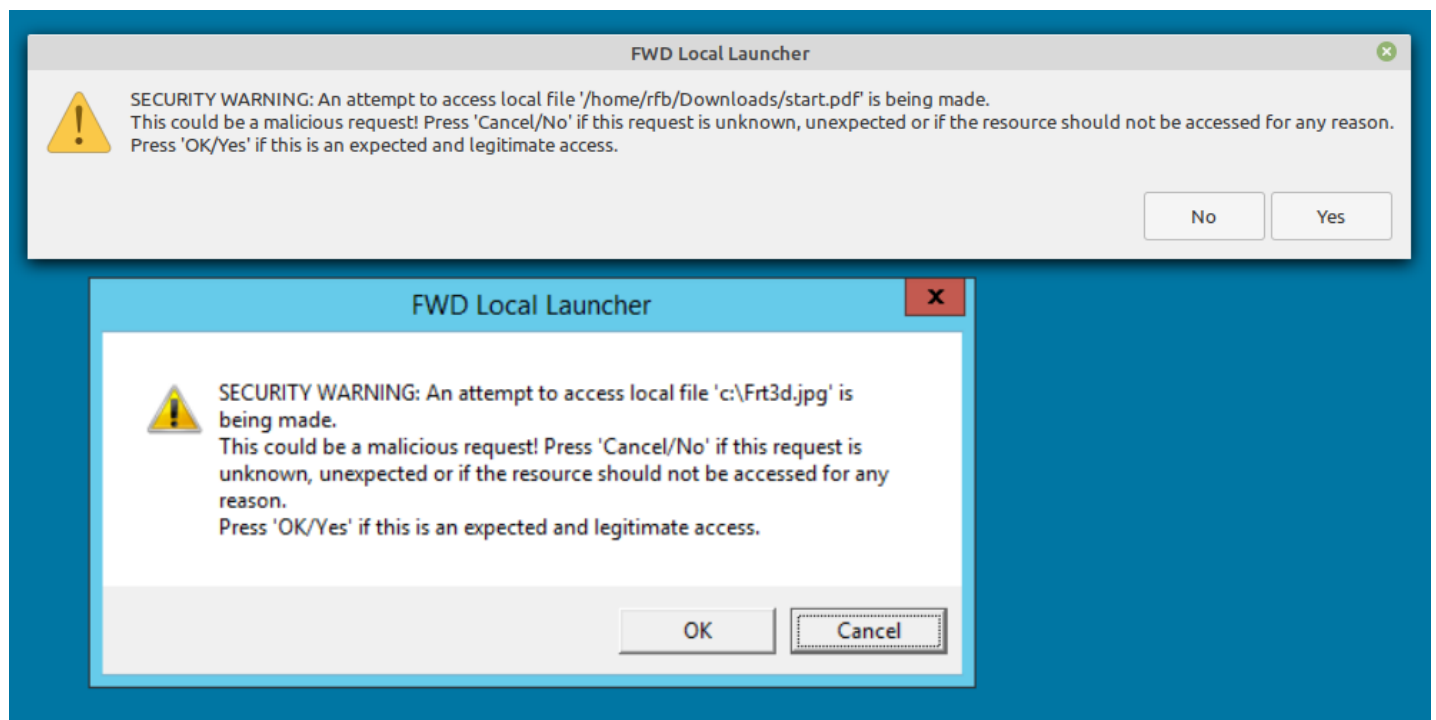 FWD Local Launcher
SECURITY WARNING: An attempt to access local file '/home/rfb/Downloads/start.pdf' is being made.
This could be a malicious request! Press 'Cancel/No' if this request is unknown, unexpected or if the resource should not be accessed for any reason.
Press 'OK/Yes' if this is an expected and legitimate access.
No Yes
FWD Local Launcher
SECURITY WARNING: An attempt to access local file 'c:\Frt3d.jpg' is
being made.
This could be a malicious request! Press 'Cancel/No' if this request is
unknown, unexpected or if the resource should not be accessed for any
reason.
Press 'OK/Yes' if this is an expected and legitimate access.
OK Cancel